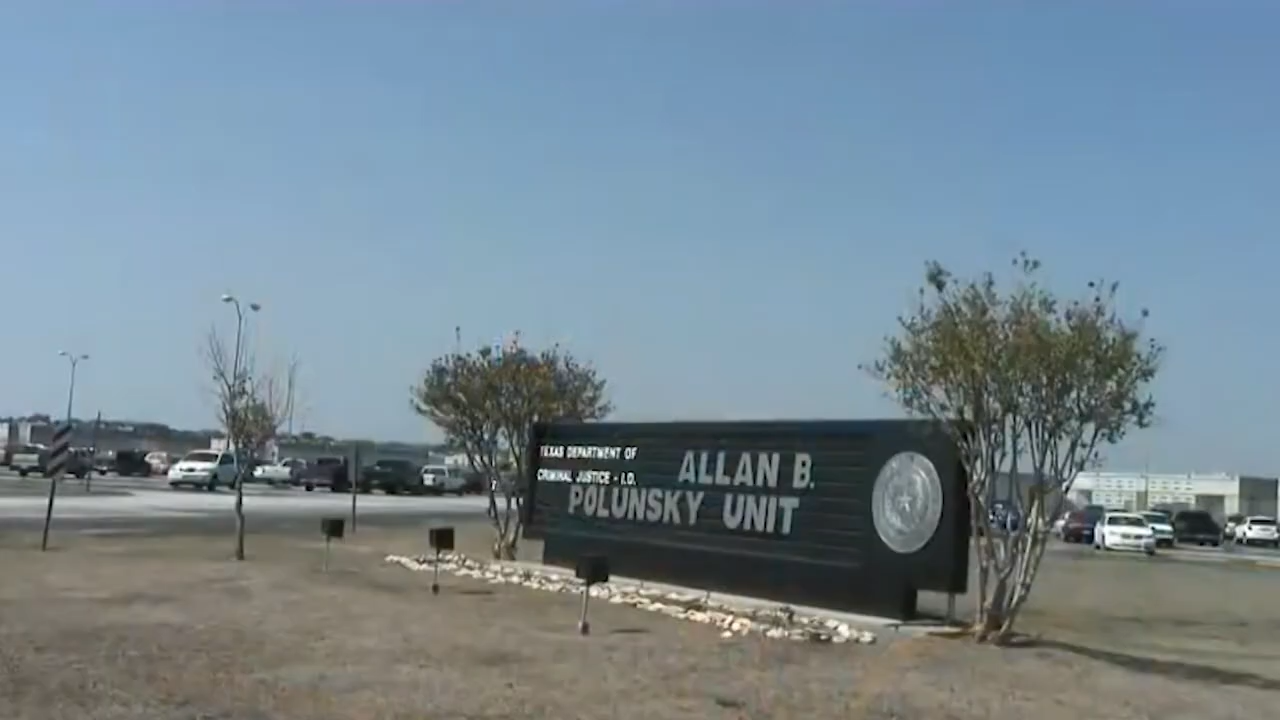 TEXAS DEPARTMENT OF
CRIMINAL JUSTICE - I.D.
ALLAN B.
POLUNSKY UNIT